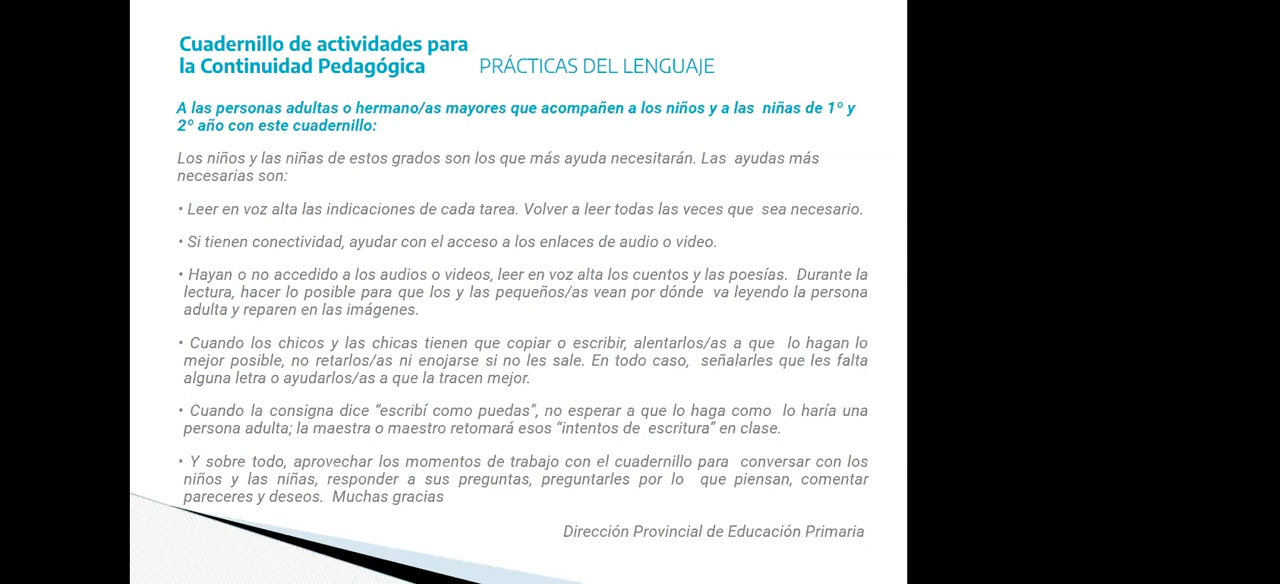 Cuadernillo de actividades para
la Continuidad Pedagógica PRÁCTICAS DEL LENGUAJE
A las personas adultas o hermano/as mayores que acompañen a los niños y a las niñas de 1º y
2º año con este cuadernillo:
Los niños y las niñas de estos grados son los que más ayuda necesitarán. Las ayudas más
necesarias son:
• Leer en voz alta las indicaciones de cada tarea. Volver a leer todas las veces que sea necesario.
• Si tienen conectividad, ayudar con el acceso a los enlaces de audio o video.
• Hayan o no accedido a los audios o videos, leer en voz alta los cuentos y las poesías. Durante la
lectura, hacer lo posible para que los y las pequeños/as vean por dónde va leyendo la persona
adulta y reparen en las imágenes.
• Cuando los chicos y las chicas tienen que copiar o escribir, alentarlos/as a que lo hagan lo
mejor posible, no retarlos/as ni enojarse si no les sale. En todo caso, señalarles que les falta
alguna letra o ayudarlos/as a que la tracen mejor.
• Cuando la consigna dice “escribí como puedas”, no esperar a que lo haga como lo haría una
persona adulta; la maestra o maestro retomará esos “intentos de escritura” en clase.
• Y sobre todo, aprovechar los momentos de trabajo con el cuadernillo para conversar con los
niños y las niñas, responder a sus preguntas, preguntarles por lo que piensan, comentar
pareceres y deseos. Muchas gracias
Dirección Provincial de Educación Primaria